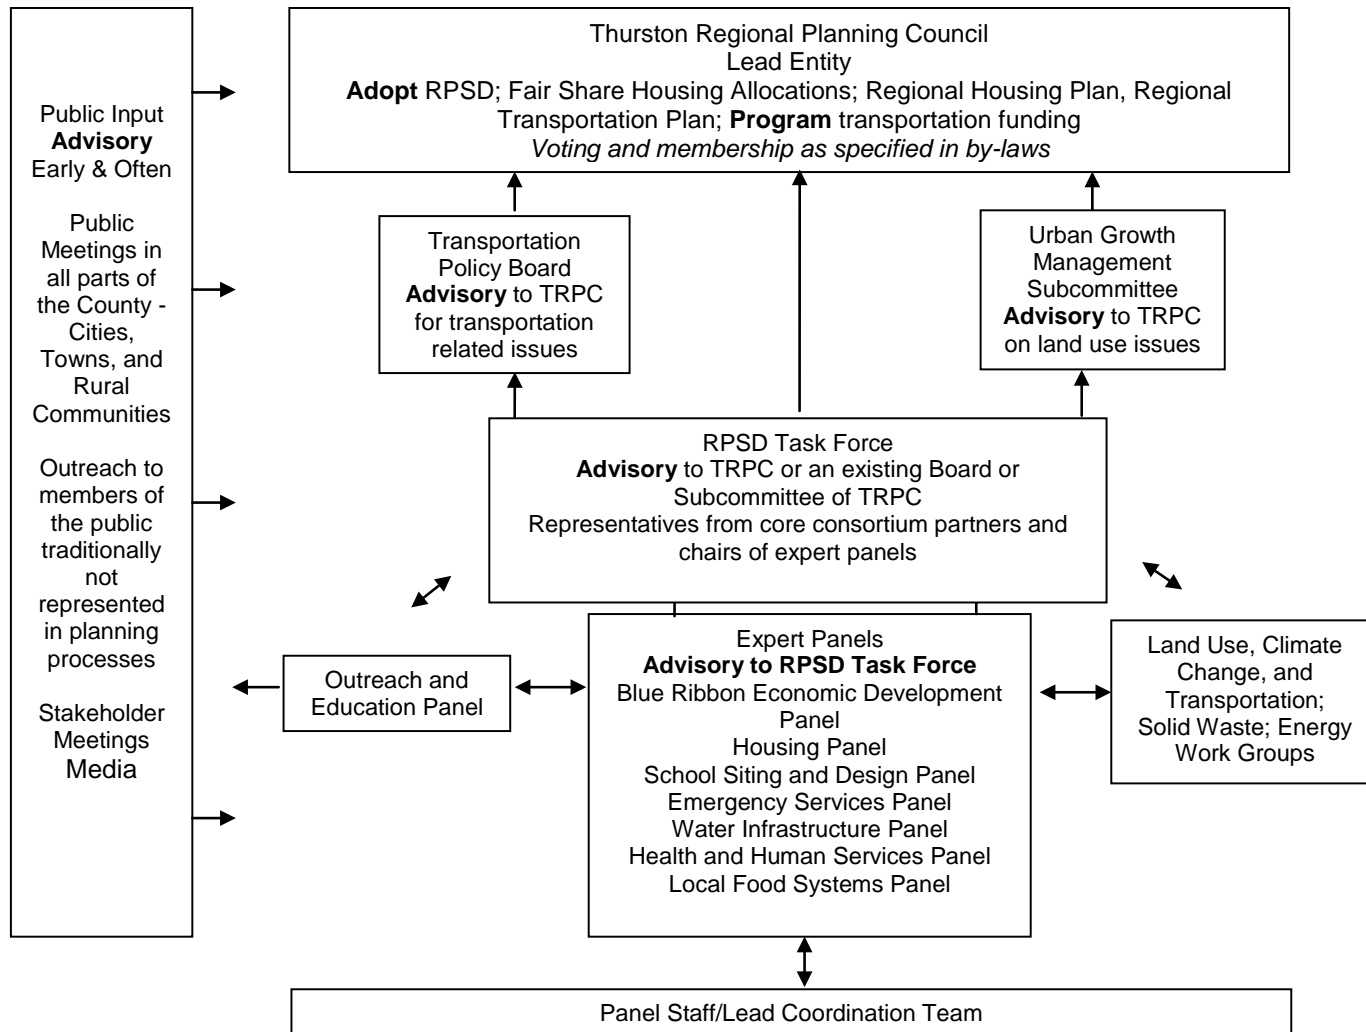 Public Input
Advisory
Early & Often
Public
Meetings in
all parts of
the County -
Cities,
Towns, and
Rural
Communities
Outreach to
members of
the public
traditionally
not
represented
in planning
processes
Stakeholder
Meetings
Media
Thurston Regional Planning Council
Lead Entity
Adopt RPSD; Fair Share Housing Allocations; Regional Housing Plan, Regional
Transportation Plan; Program transportation funding
Voting and membership as specified in by-laws
Transportation
Policy Board
Advisory to TRPC
for transportation
related issues
Urban Growth
Management
Subcommittee
Advisory to TRPC
on land use issues
RPSD Task Force
Advisory to TRPC or an existing Board or
Subcommittee of TRPC
Representatives from core consortium partners and
chairs of expert panels
Outreach and
Education Panel
Expert Panels
Advisory to RPSD Task Force
Blue Ribbon Economic Development
Panel
Housing Panel
School Siting and Design Panel
Emergency Services Panel
Water Infrastructure Panel
Health and Human Services Panel
Local Food Systems Panel
Land Use, Climate
Change, and
Transportation;
Solid Waste; Energy
Work Groups
Panel Staff/Lead Coordination Team